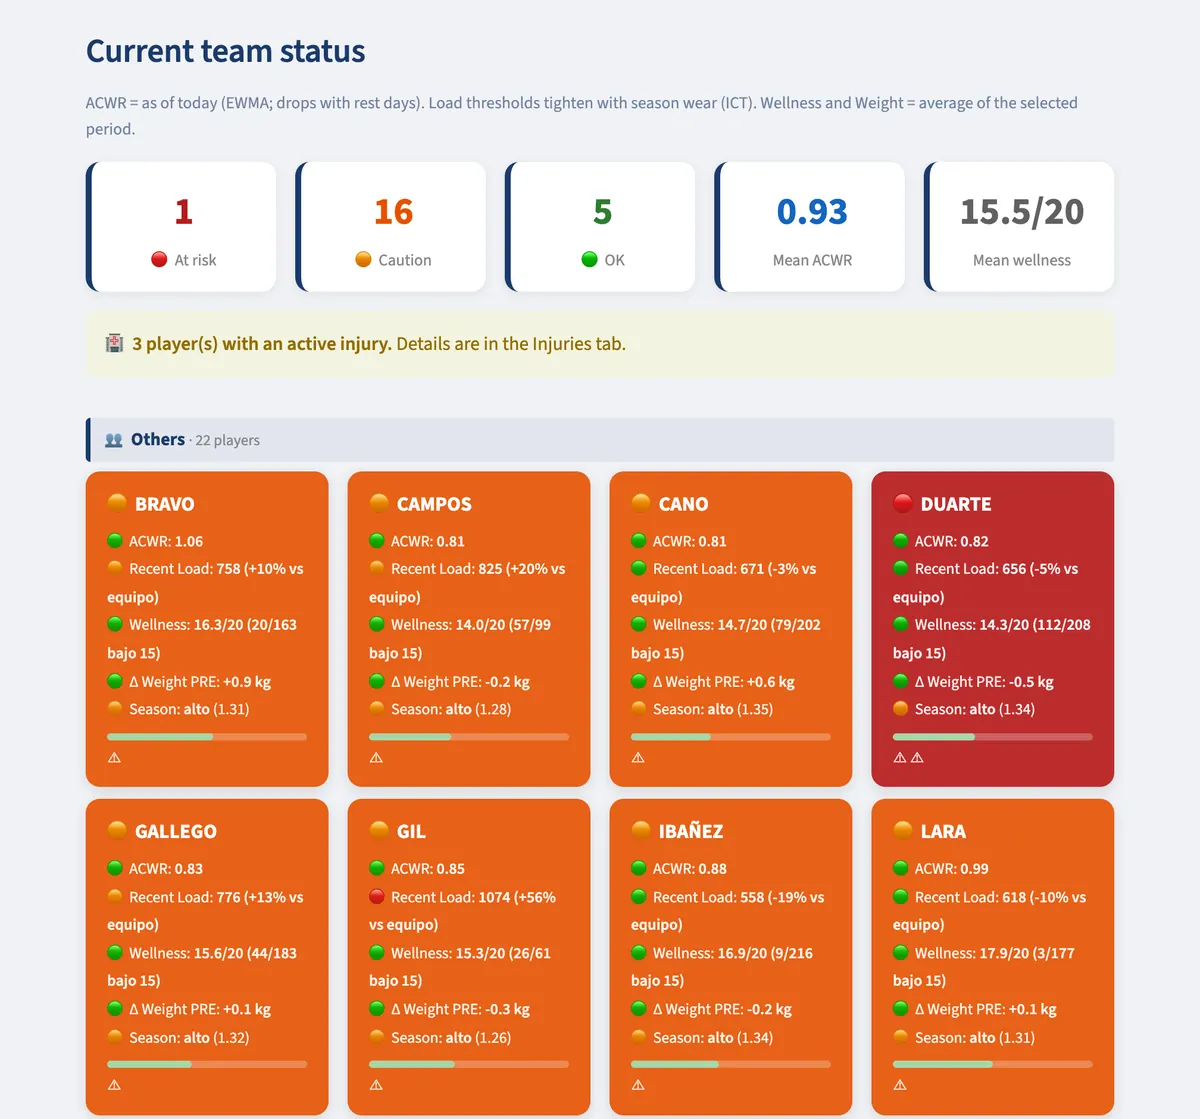 Current team status
ACWR = as of today (EWMA; drops with rest days). Load thresholds tighten with season wear (ICT). Wellness and Weight = average of the selected
period.
1
At risk
16
Caution
5
OK
0.93
Mean ACWR
15.5/20
Mean wellness
3 player(s) with an active injury. Details are in the Injuries tab.
Others · 22 players
BRAVO
ACWR: 1.06
Recent Load: 758 (+10% vs
equipo)
Wellness: 16.3/20 (20/163
bajo 15)
Δ Weight PRE: +0.9 kg
Season: alto (1.31)
⚠
CAMPOS
ACWR: 0.81
Recent Load: 825 (+20% vs
equipo)
Wellness: 14.0/20 (57/99
bajo 15)
Δ Weight PRE: -0.2 kg
Season: alto (1.28)
⚠
CANO
ACWR: 0.81
Recent Load: 671 (-3% vs
equipo)
Wellness: 14.7/20 (79/202
bajo 15)
Δ Weight PRE: +0.6 kg
Season: alto (1.35)
⚠
DUARTE
ACWR: 0.82
Recent Load: 656 (-5% vs
equipo)
Wellness: 14.3/20 (112/208
bajo 15)
Δ Weight PRE: -0.5 kg
Season: alto (1.34)
⚠ ⚠
GALLEGO
ACWR: 0.83
Recent Load: 776 (+13% vs
equipo)
Wellness: 15.6/20 (44/183
bajo 15)
Δ Weight PRE: +0.1 kg
Season: alto (1.32)
⚠
GIL
ACWR: 0.85
Recent Load: 1074 (+56%
vs equipo)
Wellness: 15.3/20 (26/61
bajo 15)
Δ Weight PRE: -0.3 kg
Season: alto (1.26)
⚠
IBAÑEZ
ACWR: 0.88
Recent Load: 558 (-19% vs
equipo)
Wellness: 16.9/20 (9/216
bajo 15)
Δ Weight PRE: -0.2 kg
Season: alto (1.34)
⚠
LARA
ACWR: 0.99
Recent Load: 618 (-10% vs
equipo)
Wellness: 17.9/20 (3/177
bajo 15)
Δ Weight PRE: +0.1 kg
Season: alto (1.31)
⚠